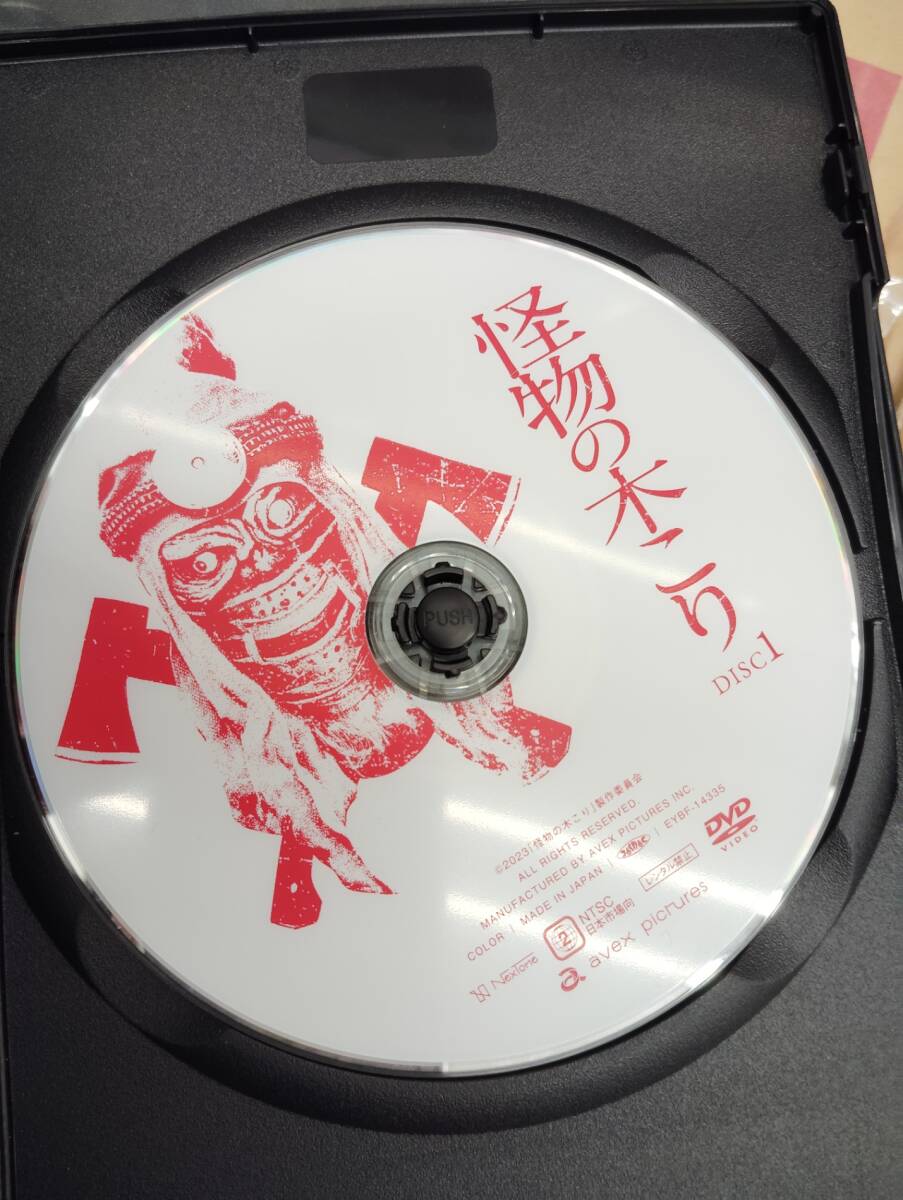 怪物の木こり
DISC1
PUSH
©2023「怪物の木こり」製作委員会
ALL RIGHTS RESERVED.
MANUFACTURED BY AVEX PICTURES INC.
COLOR | MADE IN JAPAN | | EYBF-14335
DVD
VIDEO
レンタル禁止
2
NTSC
日本市場向
NexTone
avex pictures